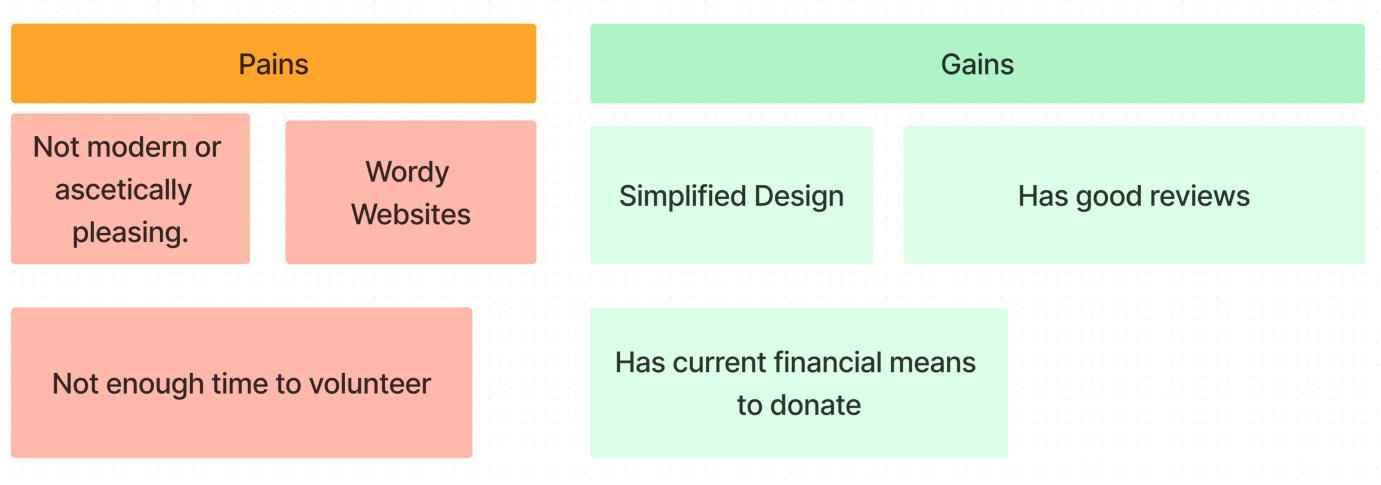 Pains
Gains
Not modern or
ascetically
pleasing.
Wordy
Websites
Simplified Design
Has good reviews
Not enough time to volunteer
Has current financial means
to donate